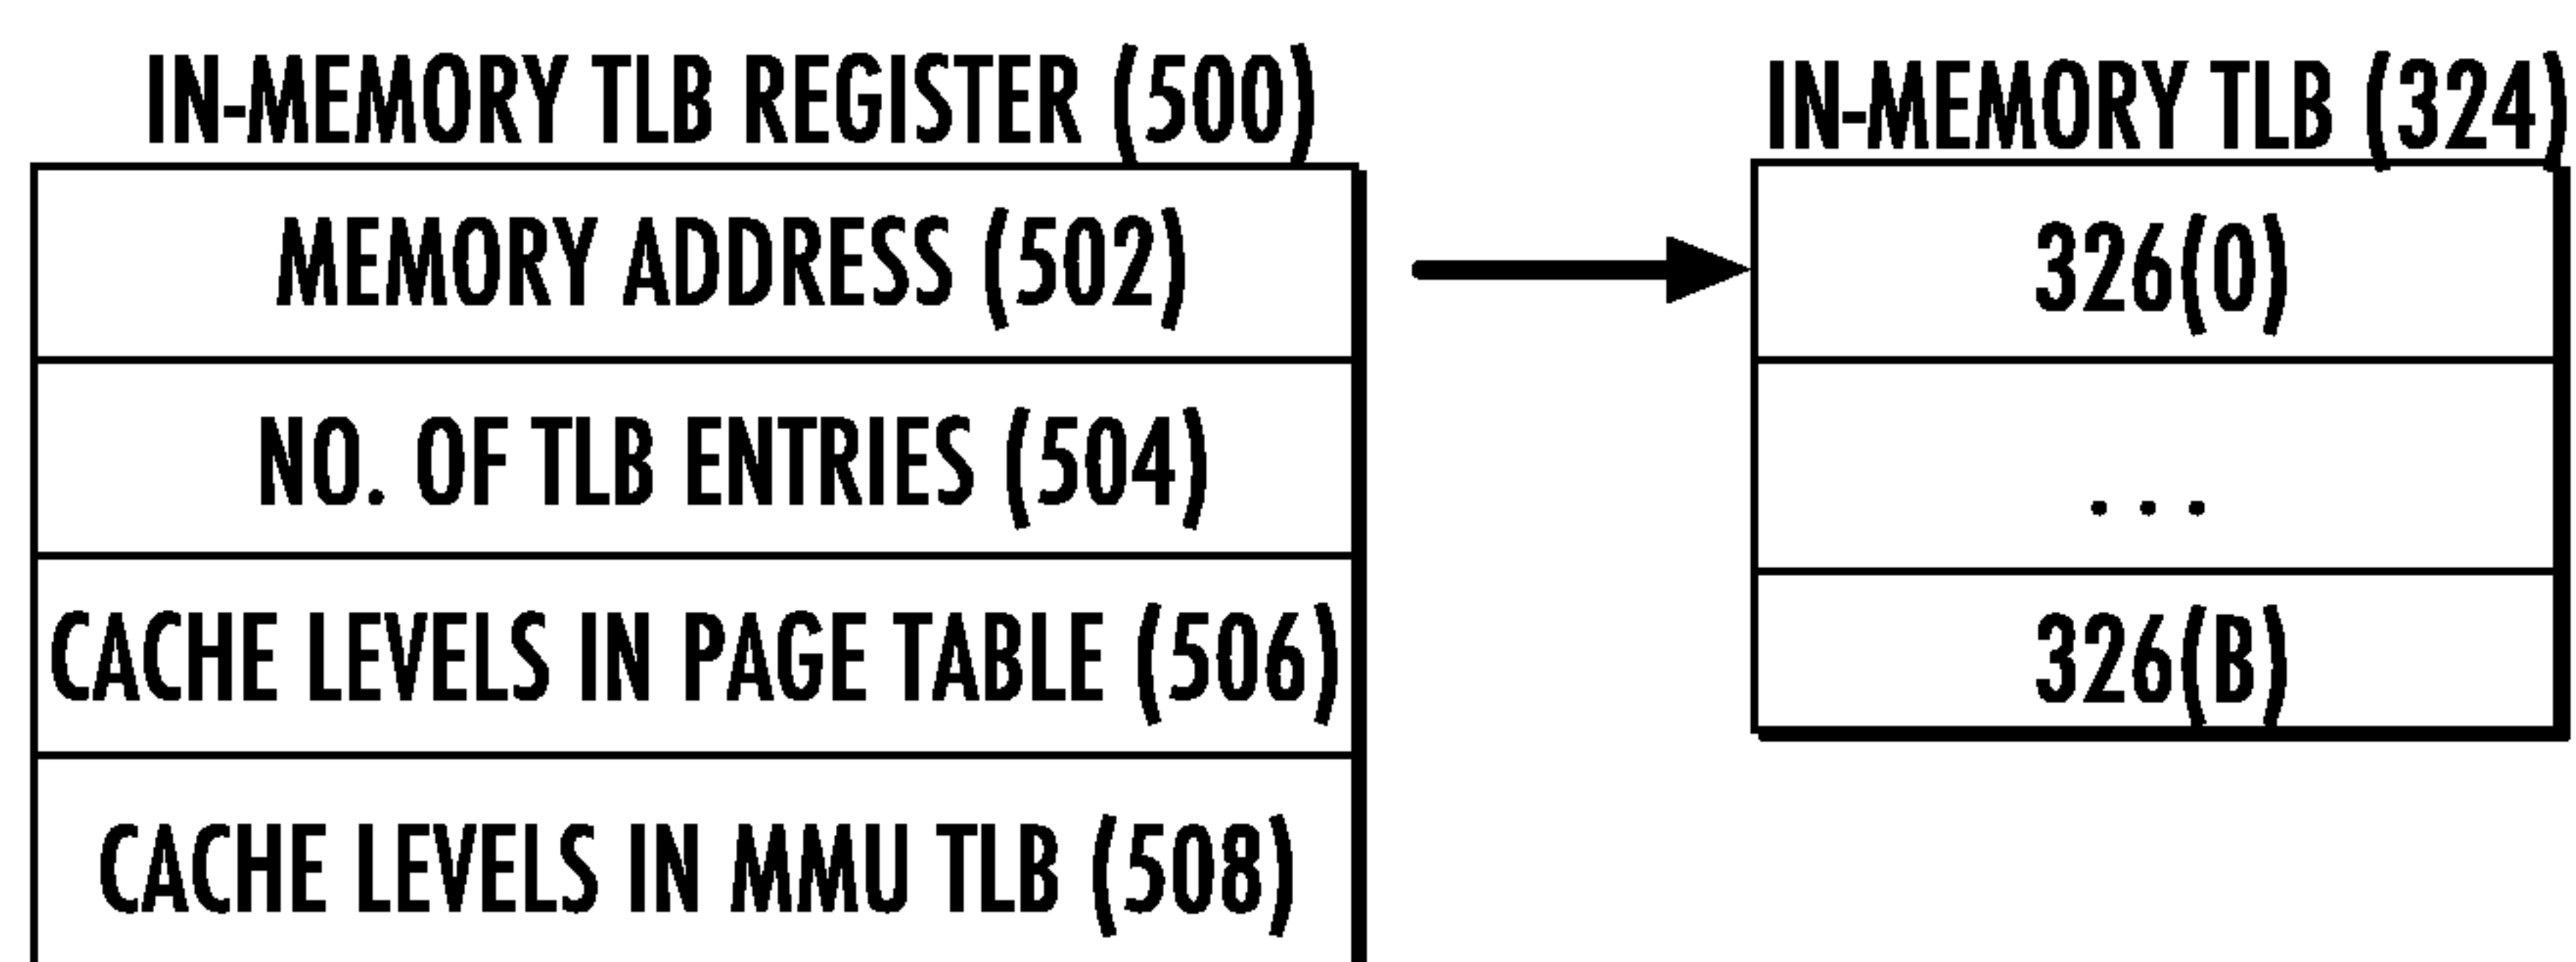 IN-MEMORY TLB REGISTER (500)
MEMORY ADDRESS (502)
NO. OF TLB ENTRIES (504)
CACHE LEVELS IN PAGE TABLE (506)
CACHE LEVELS IN MMU TLB (508)
IN-MEMORY TLB (324)
326(0)
...
326(B)